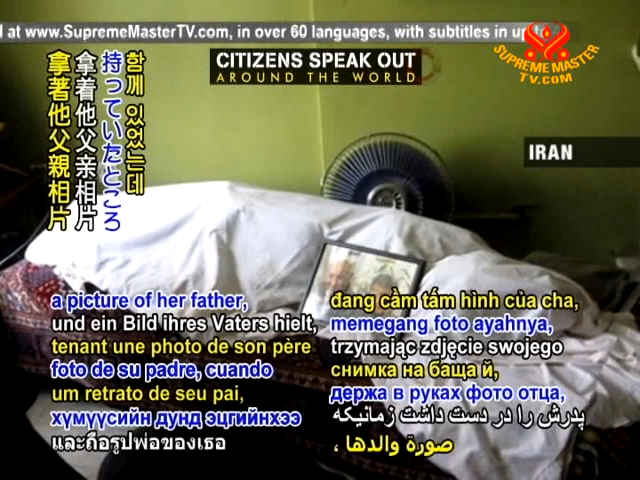 at www.SupremeMasterTV.com, in over 60 languages, with subtitles in up
CITIZENS SPEAK OUT
AROUND THE WORLD
SUPREME MASTER
TV.COM
IRAN
함께 있었는데
持っていたところ
拿着他父亲相片
拿著他父親相片
a picture of her father,
und ein Bild ihres Vaters hielt,
tenant une photo de son père
foto de su padre, cuando
um retrato de seu pai,
хүмүүсийн дунд эцгийнхээ
และถือรูปพ่อของเธอ
đang cầm tấm hình của cha,
memegang foto ayahnya,
trzymając zdjęcie swojego
снимка на баща й,
держа в руках фото отца,
پدرش را در دست داشت زمانیکه
صورة والدها ،